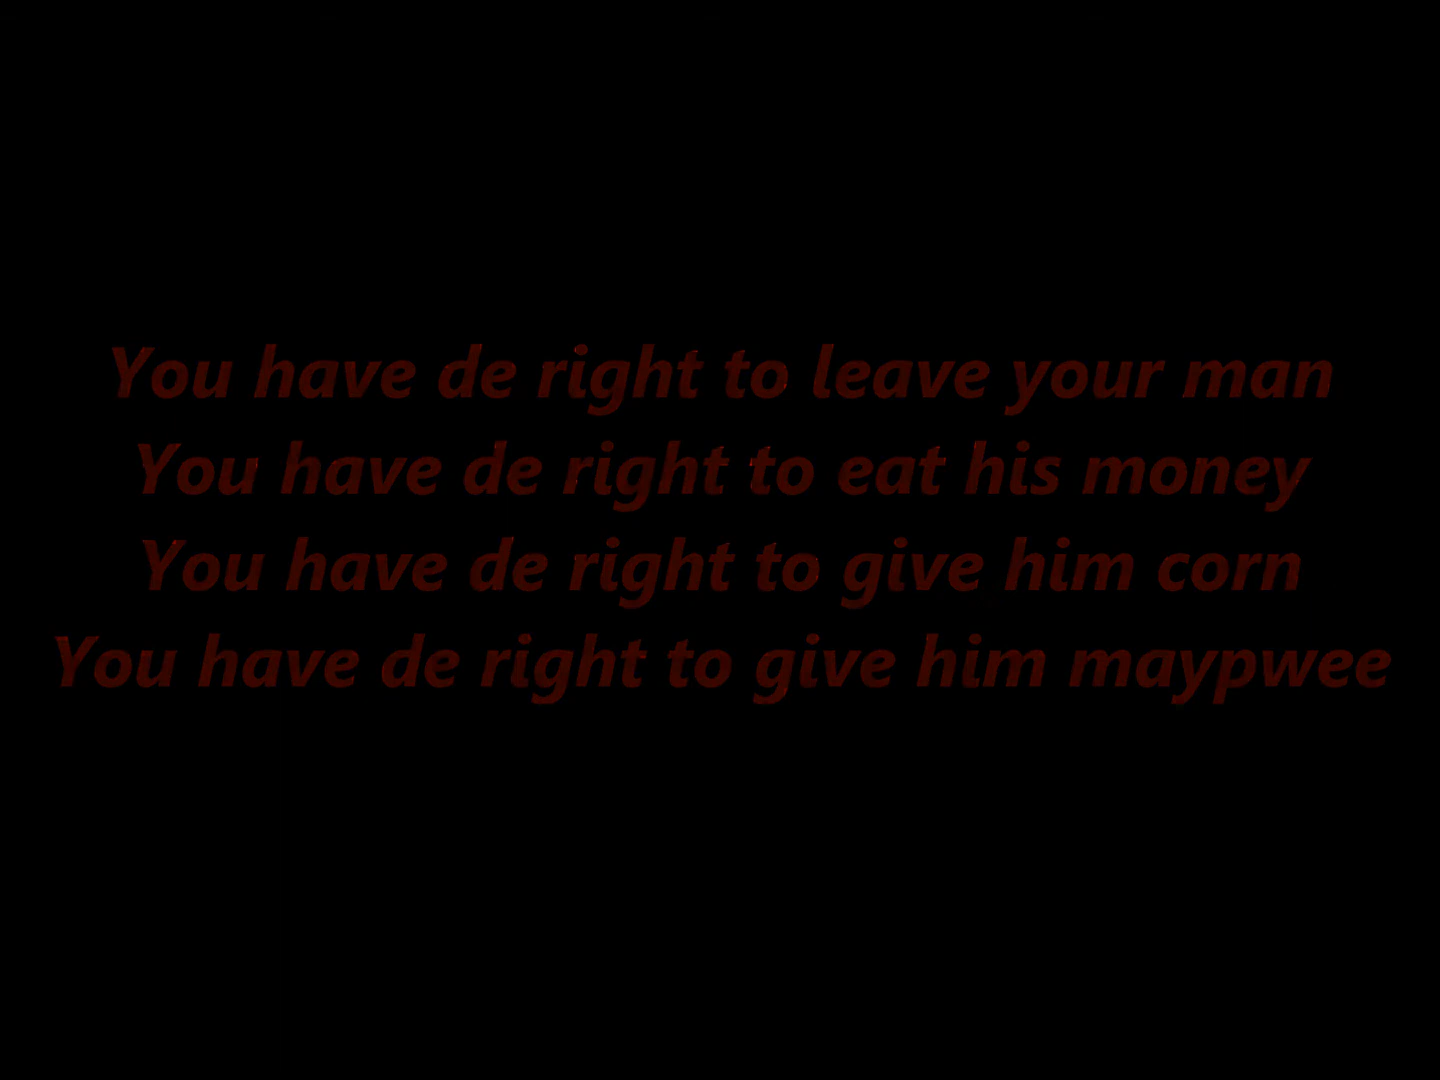 You have de right to leave your man
You have de right to eat his money
You have de right to give him corn
You have de right to give him maypwee